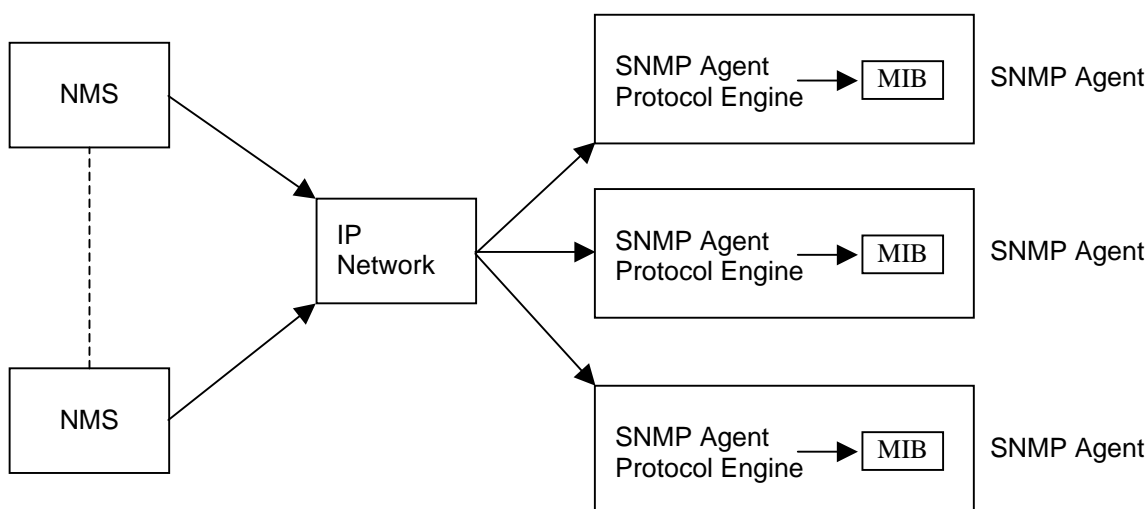 NMS
NMS
IP
Network
SNMP Agent
Protocol Engine
MIB
SNMP Agent
SNMP Agent
Protocol Engine
MIB
SNMP Agent
SNMP Agent
Protocol Engine
MIB
SNMP Agent